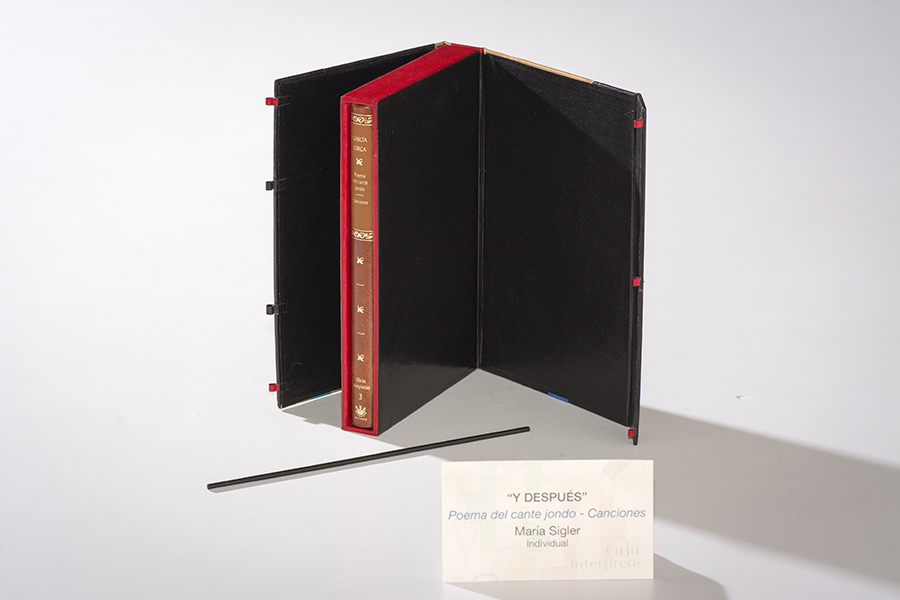 GARCÍA
LORCA
Poema
del cante
jondo
Canciones
Obras
completas
3
“Y DESPUÉS”
Poema del cante jondo - Canciones
María Sigler
Individual
caja
intérprete